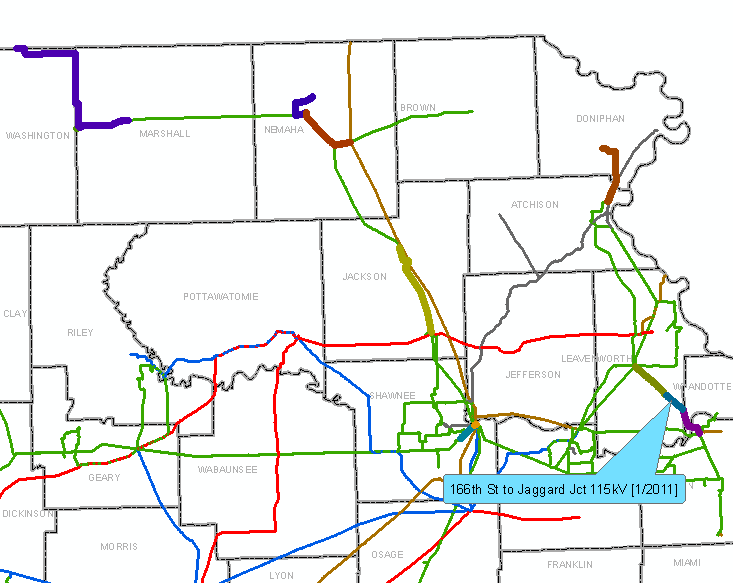 WASHINGTON
MARSHALL
NEMAHA
BROWN
DONIPHAN
ATCHISON
CLAY
RILEY
POTTAWATOMIE
JACKSON
JEFFERSON
LEAVENWORTH
WYANDOTTE
SHAWNEE
GEARY
WABAUNSEE
DICKINSON
MORRIS
LYON
OSAGE
FRANKLIN
MIAMI
166th St to Jaggard Jct 115kV [1/2011]